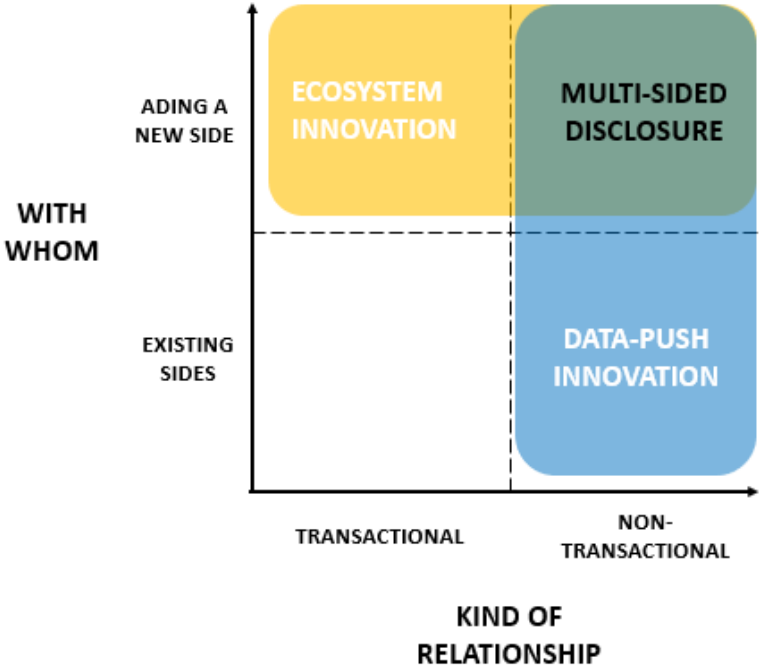 ADING A
NEW SIDE
ECOSYSTEM
INNOVATION
MULTI-SIDED
DISCLOSURE
WITH
WHOM
EXISTING
SIDES
DATA-PUSH
INNOVATION
TRANSACTIONAL
NON-
TRANSACTIONAL
KIND OF
RELATIONSHIP